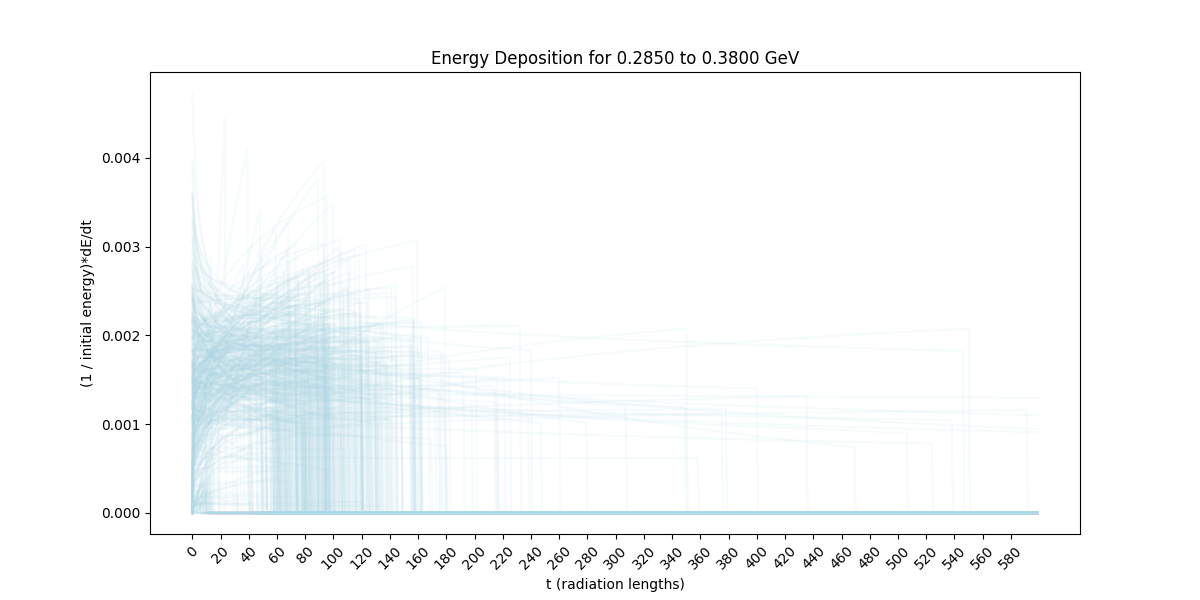 Energy Deposition for 0.2850 to 0.3800 GeV
(1 / initial energy)*dE/dt
0.004
0.003
0.002
0.001
0.000
0 20 40 60 80 100 120 140 160 180 200 220 240 260 280 300 320 340 360 380 400 420 440 460 480 500 520 540 560 580
t (radiation lengths)